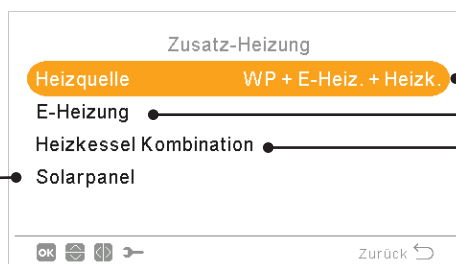 Zusatz-Heizung
Heizquelle WP + E-Heiz. + Heizk.
E-Heizung
Heizkessel Kombination
Solarpanel
OK Zurück